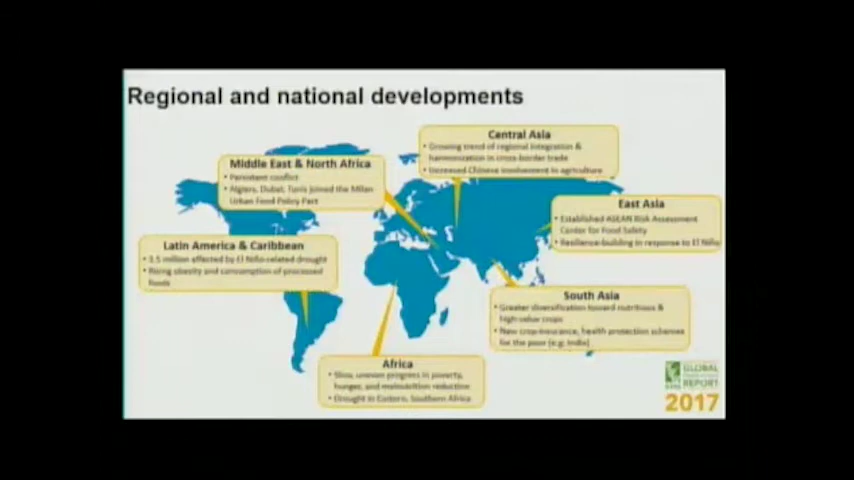 Regional and national developments
Central Asia
• Growing trend of regional integration &
harmonization in cross-border trade
• Increased Chinese involvement in agriculture
Middle East & North Africa
• Persistent conflict
• Algiers, Dubai, Tunis joined the Milan
Urban Food Policy Pact
East Asia
• Established ASEAN Risk Assessment
Center for Food Safety
• Resilience-building in response to El Niño
Latin America & Caribbean
• 3.5 million affected by El Niño-related drought
• Rising obesity and consumption of processed
foods
South Asia
• Greater diversification toward nutritious &
high value crops
• New crop-insurance, health protection schemes
for the poor (e.g. India)
Africa
• Slow, uneven progress in poverty,
hunger, and malnutrition reduction
• Drought in Eastern, Southern Africa
GLOBAL
REPORT
2017